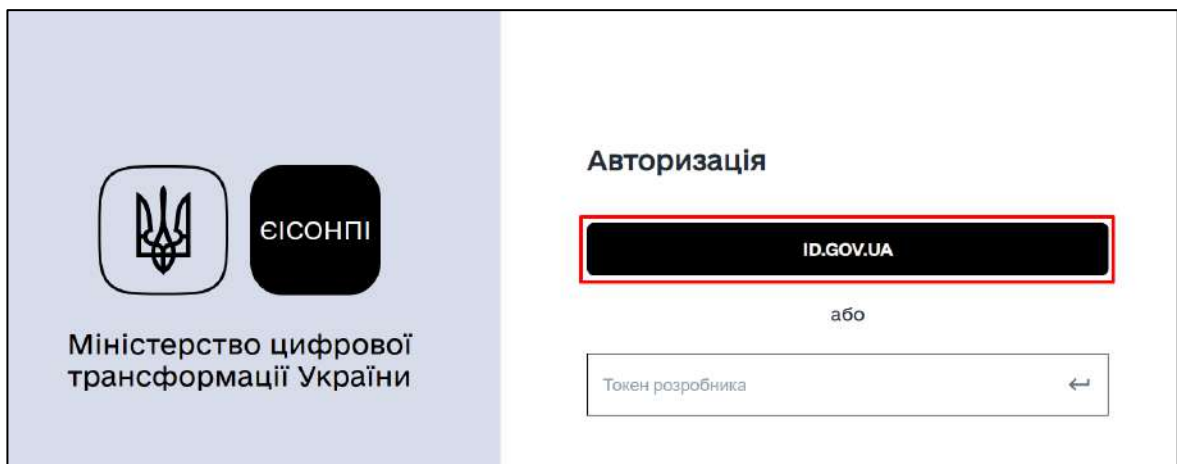 ЄІСОНПІ
Міністерство цифрової
трансформації України
Авторизація
ID.GOV.UA
або
Токен розробника